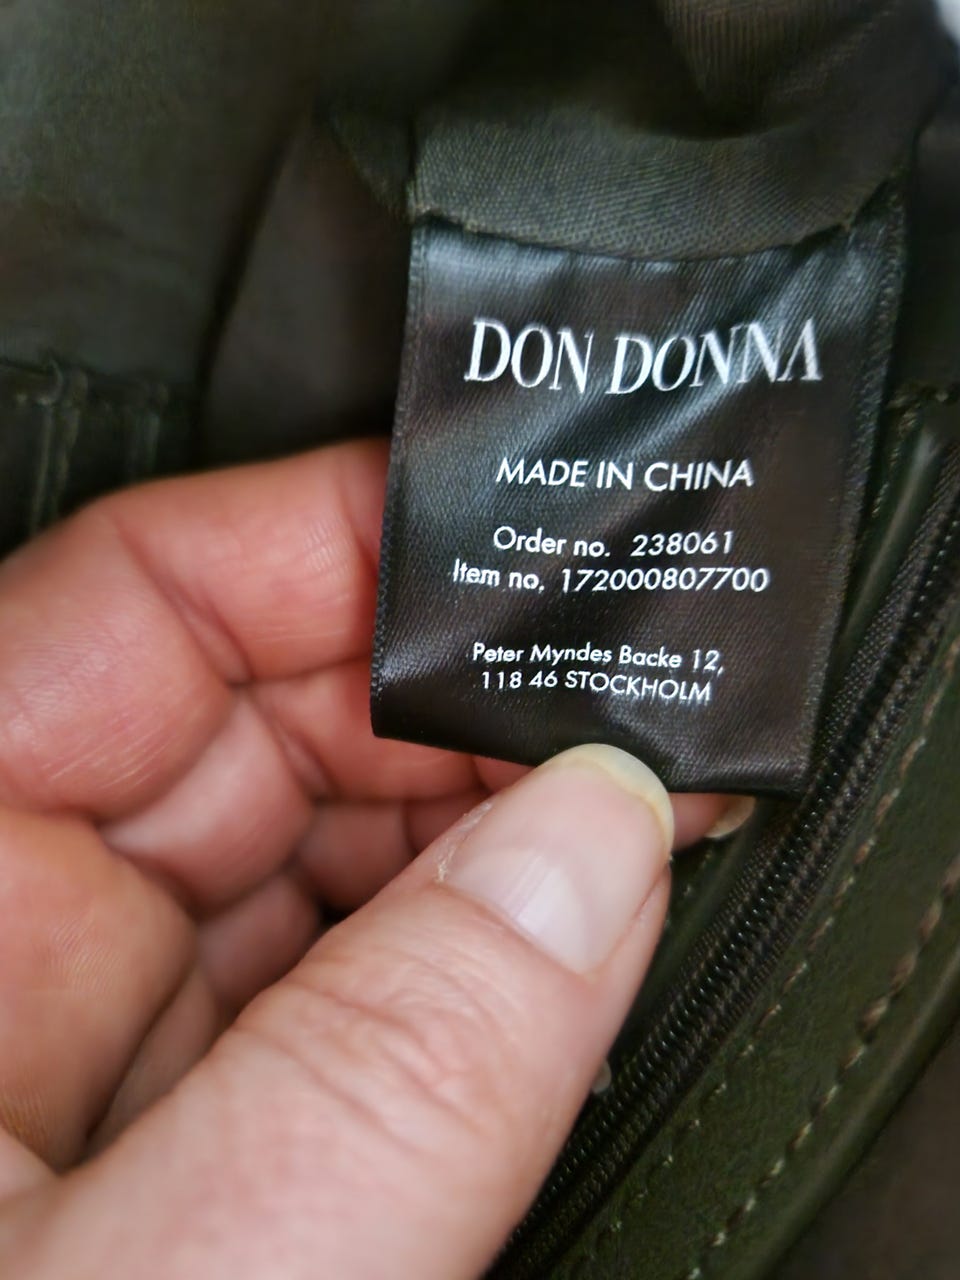 DON DONNA
MADE IN CHINA
Order no. 238061
Item no. 172000807700
Peter Myndes Backe 12,
118 46 STOCKHOLM